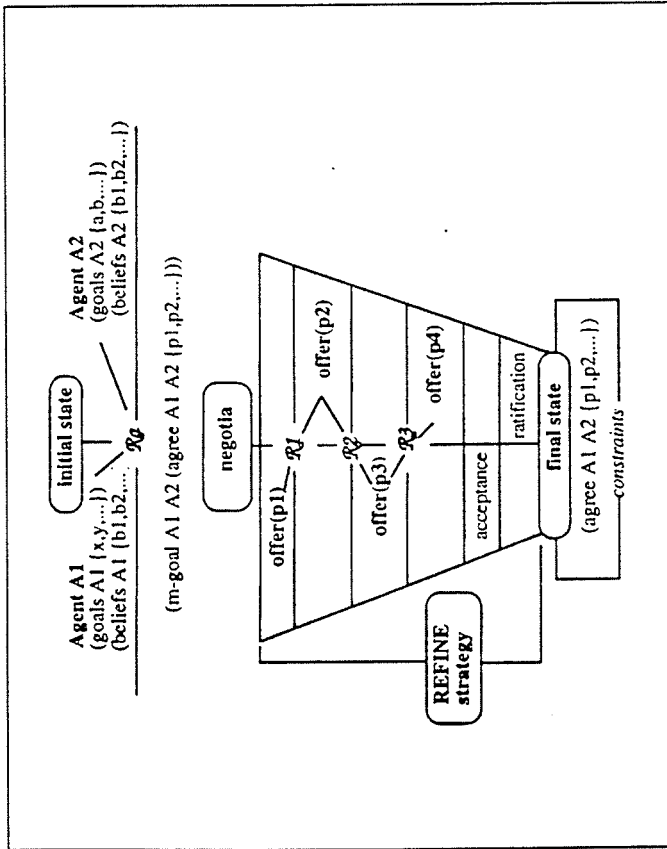 initial state
Agent A1
(goals A1 {x,y,...})
(beliefs A1 {b1,b2,...
Ra
Agent A2
(goals A2 {a,b,...})
(beliefs A2 {b1,b2,...})
(m-goal A1 A2 (agree A1 A2 {p1,p2,...}))
negotia
offer(p1)
R1
offer(p2)
R2
offer(p3)
R3
offer(p4)
acceptance
ratification
REFINE
strategy
final state
(agree A1 A2 {p1,p2,...})
constraints